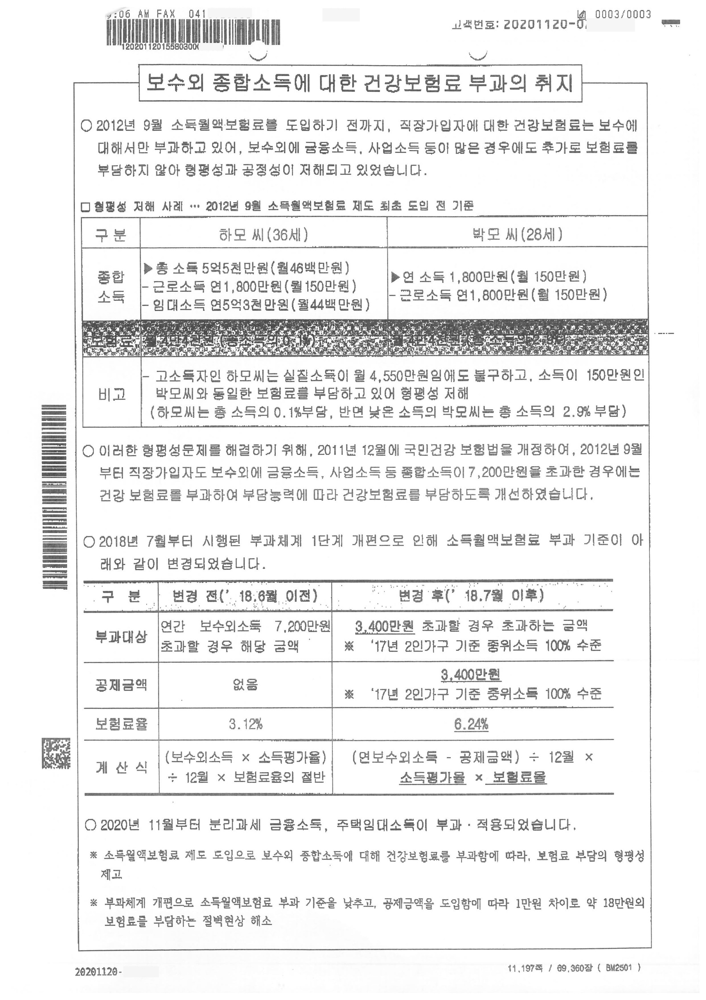 :06 AM FAX 041
0003/0003
고객번호: 20201120-0
1202011201558030
보수외 종합소득에 대한 건강보험료 부과의 취지
○ 2012년 9월 소득월액보험료를 도입하기 전까지, 직장가입자에 대한 건강보험료는 보수에
대해서만 부과하고 있어, 보수외에 금융소득, 사업소득 등이 많은 경우에도 추가로 보험료를
부담하지 않아 형평성과 공정성이 저해되고 있었습니다.
□ 형평성 저해 사례 … 2012년 9월 소득월액보험료 제도 최초 도입 전 기준
구 분 하모 씨(36세) 박모 씨(28세)
종합
소득
▶총 소득 5억5천만원(월46백만원)
- 근로소득 연1,800만원(월150만원)
- 임대소득 연5억3천만원(월44백만원)
▶연 소득 1,800만원(월 150만원)
- 근로소득 연1,800만원(월 150만원)
보험료 월 4만4천원 (총소득의 0.1%) 월 4만4천원 (총 소득의 2.9%)
비고
- 고소득자인 하모씨는 실질소득이 월 4,550만원임에도 불구하고, 소득이 150만원인
박모씨와 동일한 보험료를 부담하고 있어 형평성 저해
(하모씨는 총 소득의 0.1%부담, 반면 낮은 소득의 박모씨는 총 소득의 2.9% 부담)
○ 이러한 형평성문제를 해결하기 위해, 2011년 12월에 국민건강 보험법을 개정하여, 2012년 9월
부터 직장가입자도 보수외에 금융소득, 사업소득 등 종합소득이 7,200만원을 초과한 경우에는
건강 보험료를 부과하여 부담능력에 따라 건강보험료를 부담하도록 개선하였습니다.
○ 2018년 7월부터 시행된 부과체계 1단계 개편으로 인해 소득월액보험료 부과 기준이 아
래와 같이 변경되었습니다.
구 분 변경 전(' 18.6월 이전) 변경 후(' 18.7월 이후)
부과대상
연간 보수외소득 7,200만원
초과할 경우 해당 금액
3,400만원 초과할 경우 초과하는 금액
※ '17년 2인가구 기준 중위소득 100% 수준
공제금액
없음
3,400만원
※ '17년 2인가구 기준 중위소득 100% 수준
보험료율 3.12% 6.24%
계 산 식
(보수외소득 × 소득평가율)
÷ 12월 × 보험료율의 절반
(연보수외소득 - 공제금액) ÷ 12월 ×
소득평가율 × 보험료율
○ 2020년 11월부터 분리과세 금융소득, 주택임대소득이 부과·적용되었습니다.
※ 소득월액보험료 제도 도입으로 보수외 종합소득에 대해 건강보험료를 부과함에 따라, 보험료 부담의 형평성
제고
※ 부과체계 개편으로 소득월액보험료 부과 기준을 낮추고, 공제금액을 도입함에 따라 1만원 차이로 약 18만원의
보험료를 부담하는 절벽현상 해소
20201120-
11,197쪽 / 69,360장 ( BM2501 )